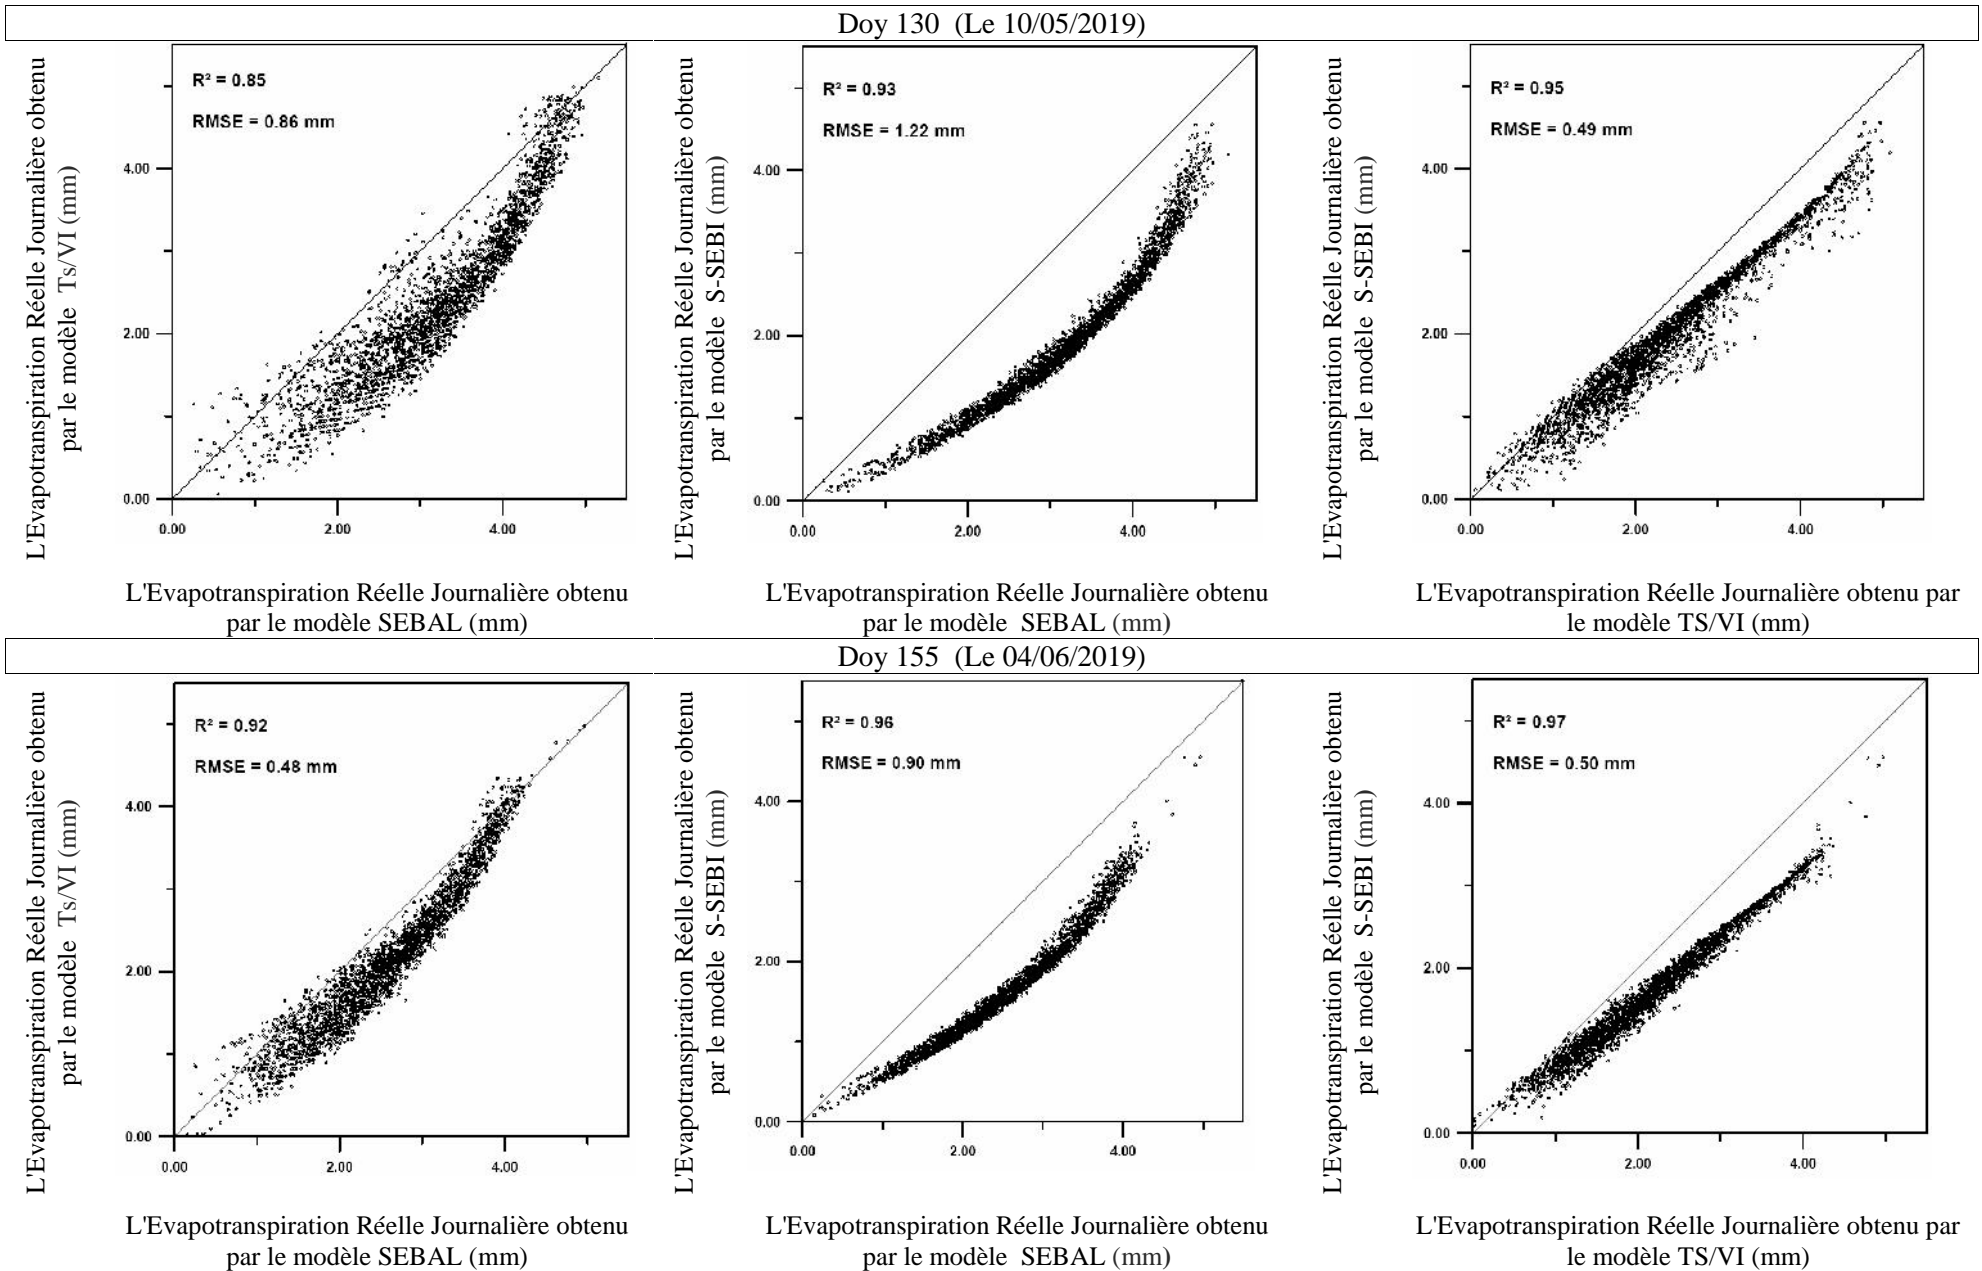 Doy 130  (Le 10/05/2019)
L'Evapotranspiration Réelle Journalière obtenu
par le modèle  Ts/VI (mm)
R² = 0.85
RMSE = 0.86 mm
4.00
2.00
0.00
0.00 2.00 4.00
L'Evapotranspiration Réelle Journalière obtenu
par le modèle SEBAL (mm)
L'Evapotranspiration Réelle Journalière obtenu
par le modèle  S-SEBI (mm)
R² = 0.93
RMSE = 1.22 mm
4.00
2.00
0.00
0.00 2.00 4.00
L'Evapotranspiration Réelle Journalière obtenu
par le modèle  SEBAL (mm)
L'Evapotranspiration Réelle Journalière obtenu
par le modèle  S-SEBI (mm)
R² = 0.95
RMSE = 0.49 mm
4.00
2.00
0.00
0.00 2.00 4.00
L'Evapotranspiration Réelle Journalière obtenu par
le modèle TS/VI (mm)
Doy 155  (Le 04/06/2019)
L'Evapotranspiration Réelle Journalière obtenu
par le modèle  Ts/VI (mm)
R² = 0.92
RMSE = 0.48 mm
4.00
2.00
0.00
0.00 2.00 4.00
L'Evapotranspiration Réelle Journalière obtenu
par le modèle SEBAL (mm)
L'Evapotranspiration Réelle Journalière obtenu
par le modèle  S-SEBI (mm)
R² = 0.96
RMSE = 0.90 mm
4.00
2.00
0.00
0.00 2.00 4.00
L'Evapotranspiration Réelle Journalière obtenu
par le modèle  SEBAL (mm)
L'Evapotranspiration Réelle Journalière obtenu
par le modèle  S-SEBI (mm)
R² = 0.97
RMSE = 0.50 mm
4.00
2.00
0.00
0.00 2.00 4.00
L'Evapotranspiration Réelle Journalière obtenu par
le modèle TS/VI (mm)